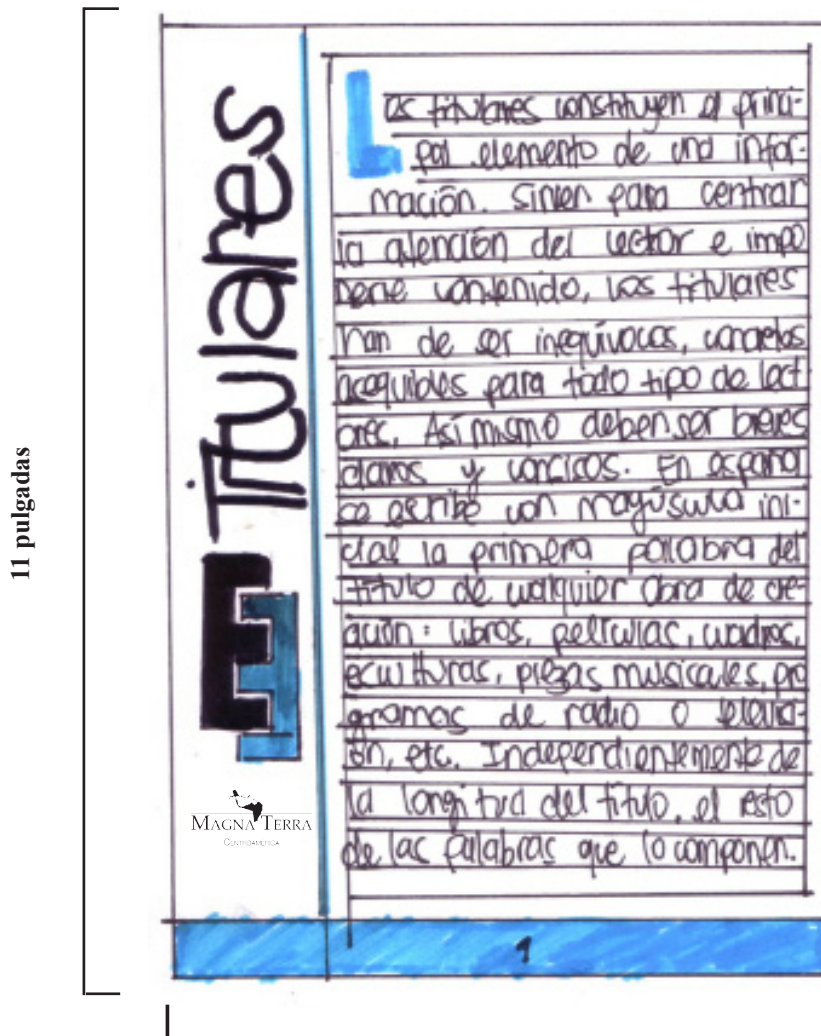 11 pulgadas
Titulares
E
MAGNA TERRA
CENTROAMERICA
Los titulares constituyen el princi-
pal elemento de una infor-
mación. Sirven para centrar
la atención del lector e impo
nerle contenido, los titulares
han de ser inequívocos, concretos
asequibles para todo tipo de lect
ores. Así mismo deben ser breves
claros y concisos. En español
se escribe con mayúscula ini-
cial la primera palabra del
título de cualquier obra de cre-
ación: libros, películas, cuadros,
esculturas, piezas musicales, pro
gramas de radio o televisi-
ón, etc. Independientemente de
la longitud del título, el resto
de las palabras que lo componen.
1